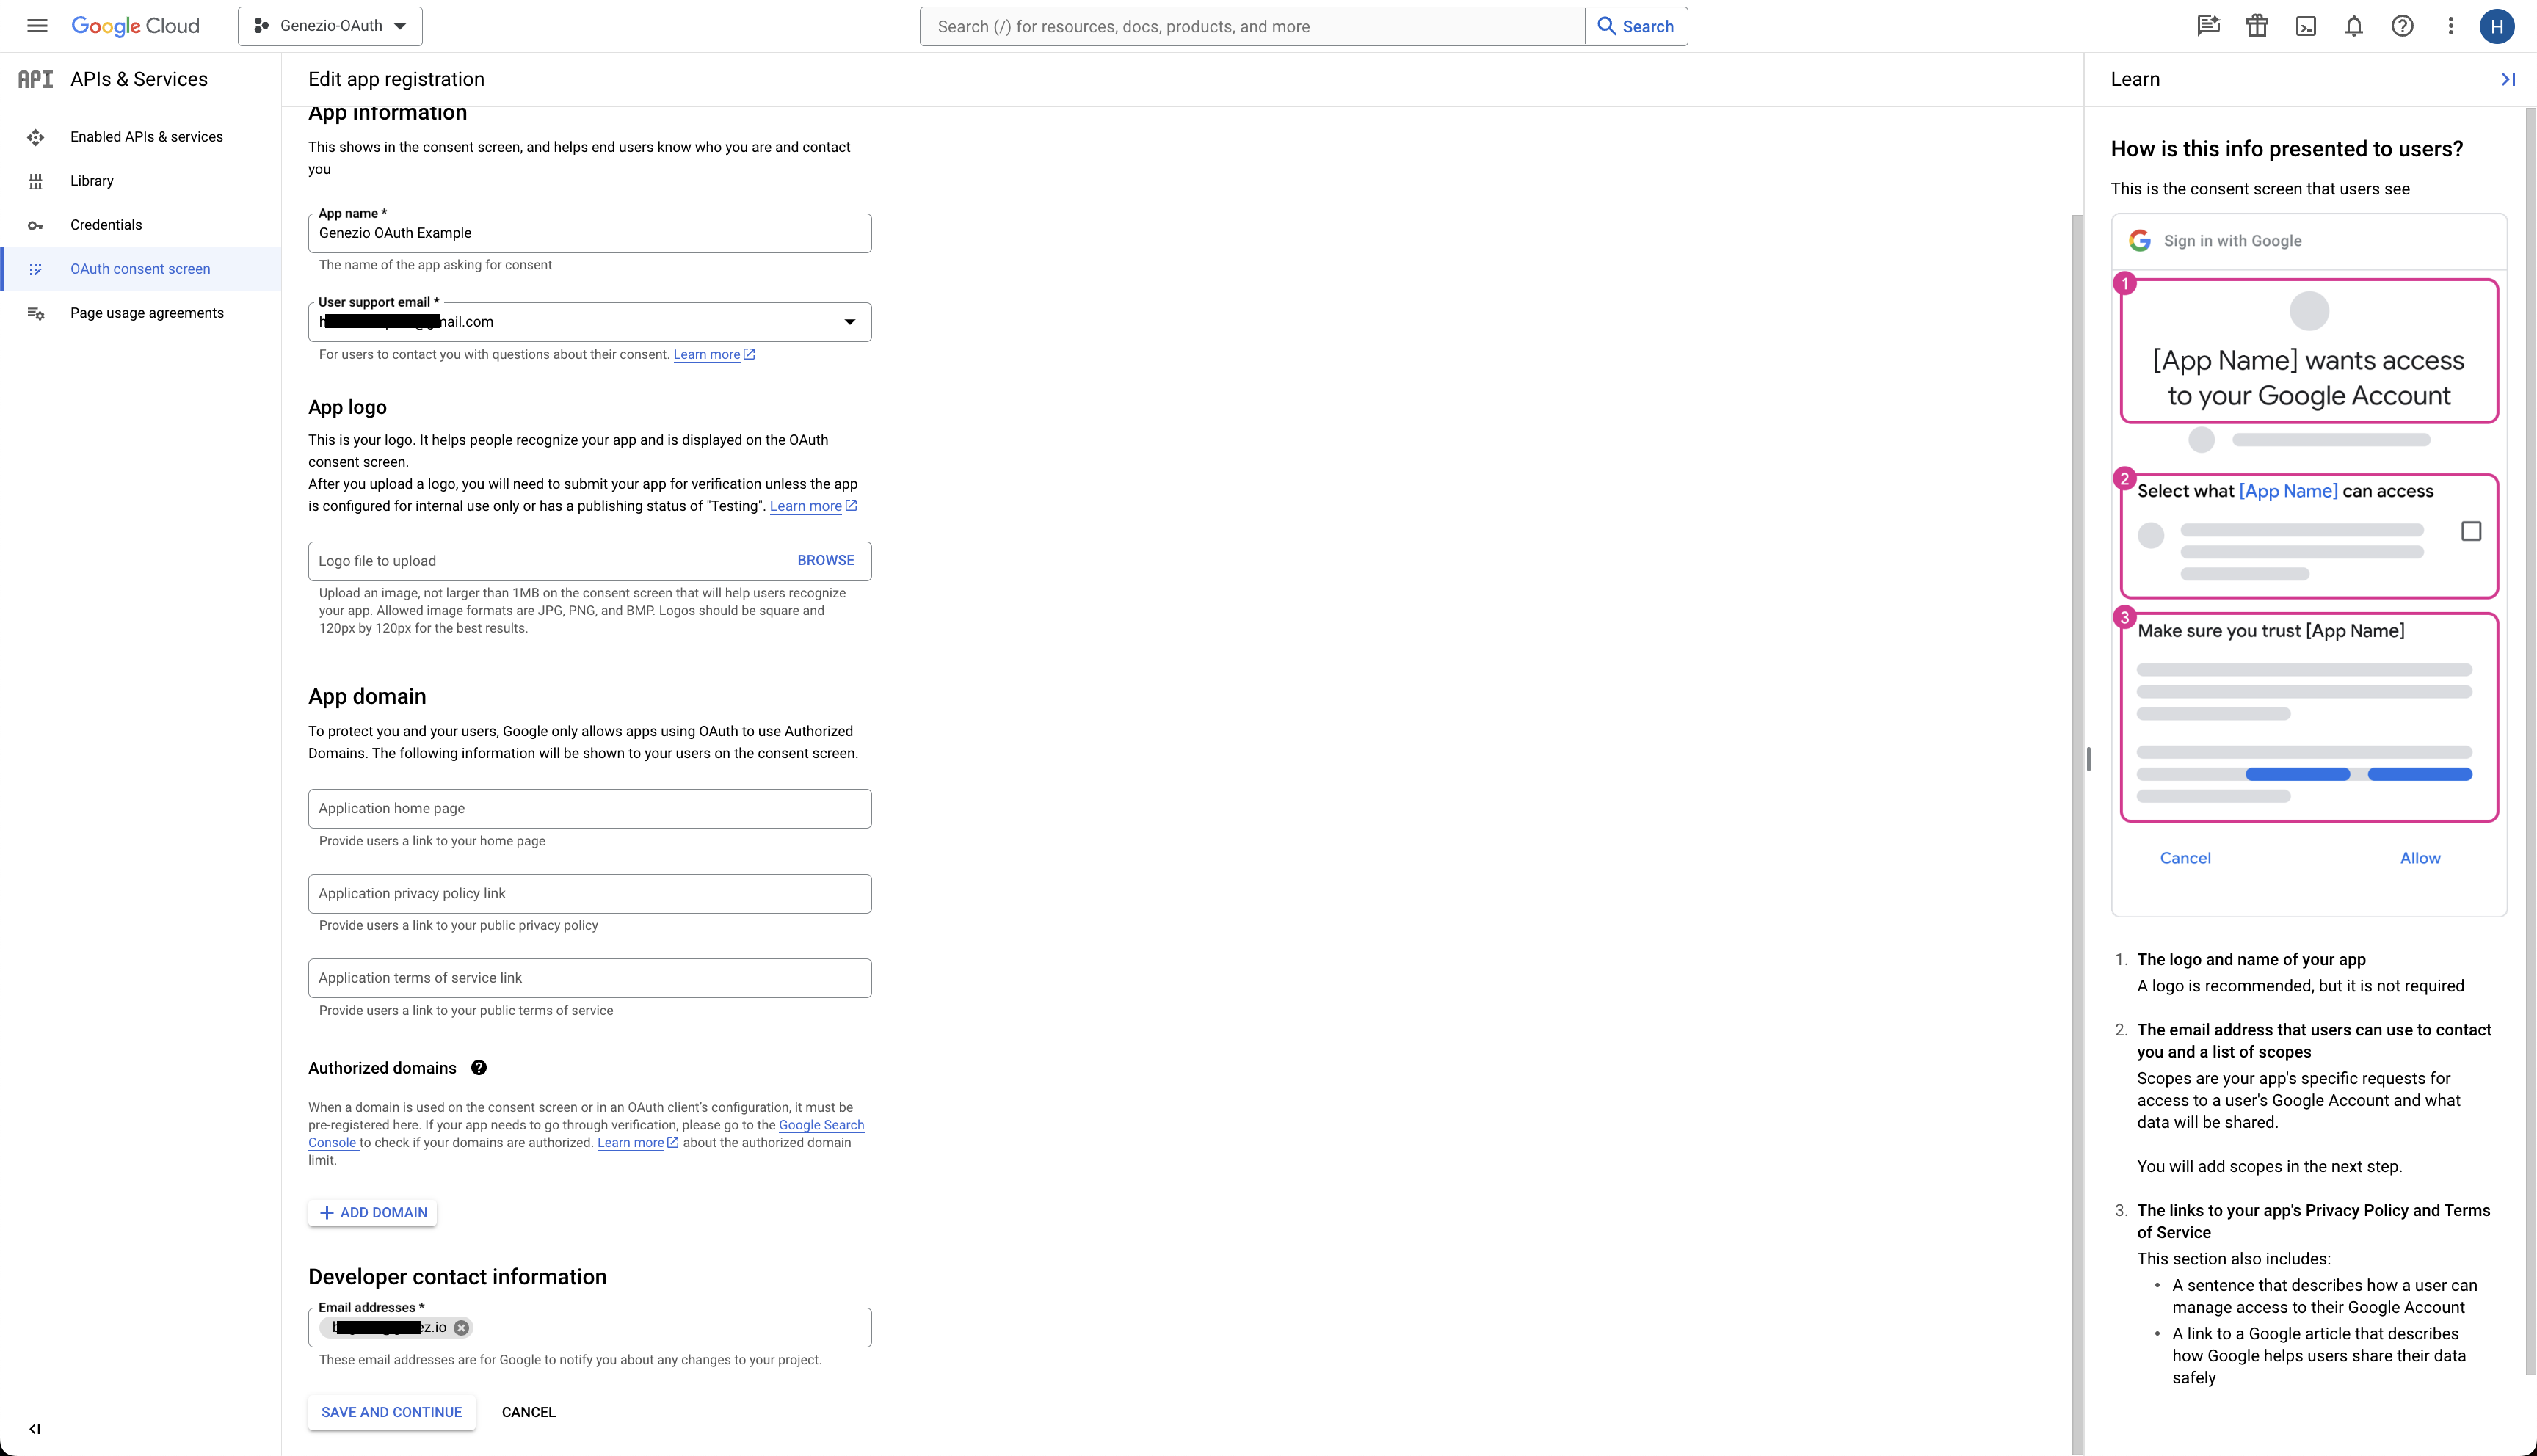 Google Cloud
Genezio-OAuth
Search (/) for resources, docs, products, and more
Search
H
API
APIs & Services
Enabled APIs & services
Library
Credentials
OAuth consent screen
Page usage agreements
Edit app registration
App information
This shows in the consent screen, and helps end users know who you are and contact
you
App name *
Genezio OAuth Example
The name of the app asking for consent
User support email *
mail.com
For users to contact you with questions about their consent. Learn more
App logo
This is your logo. It helps people recognize your app and is displayed on the OAuth
consent screen.
After you upload a logo, you will need to submit your app for verification unless the app
is configured for internal use only or has a publishing status of "Testing". Learn more
Logo file to upload
BROWSE
Upload an image, not larger than 1MB on the consent screen that will help users recognize
your app. Allowed image formats are JPG, PNG, and BMP. Logos should be square and
120px by 120px for the best results.
App domain
To protect you and your users, Google only allows apps using OAuth to use Authorized
Domains. The following information will be shown to your users on the consent screen.
Application home page
Provide users a link to your home page
Application privacy policy link
Provide users a link to your public privacy policy
Application terms of service link
Provide users a link to your public terms of service
Authorized domains
When a domain is used on the consent screen or in an OAuth client's configuration, it must be
pre-registered here. If your app needs to go through verification, please go to the Google Search
Console to check if your domains are authorized. Learn more about the authorized domain
limit.
ADD DOMAIN
Developer contact information
Email addresses *
ez.io
These email addresses are for Google to notify you about any changes to your project.
SAVE AND CONTINUE
CANCEL
Learn
How is this info presented to users?
This is the consent screen that users see
Sign in with Google
1
[App Name] wants access
to your Google Account
2
Select what [App Name] can access
3
Make sure you trust [App Name]
Cancel
Allow
1. The logo and name of your app
A logo is recommended, but it is not required
2. The email address that users can use to contact
you and a list of scopes
Scopes are your app's specific requests for
access to a user's Google Account and what
data will be shared.
You will add scopes in the next step.
3. The links to your app's Privacy Policy and Terms
of Service
This section also includes:
• A sentence that describes how a user can
manage access to their Google Account
• A link to a Google article that describes
how Google helps users share their data
safely